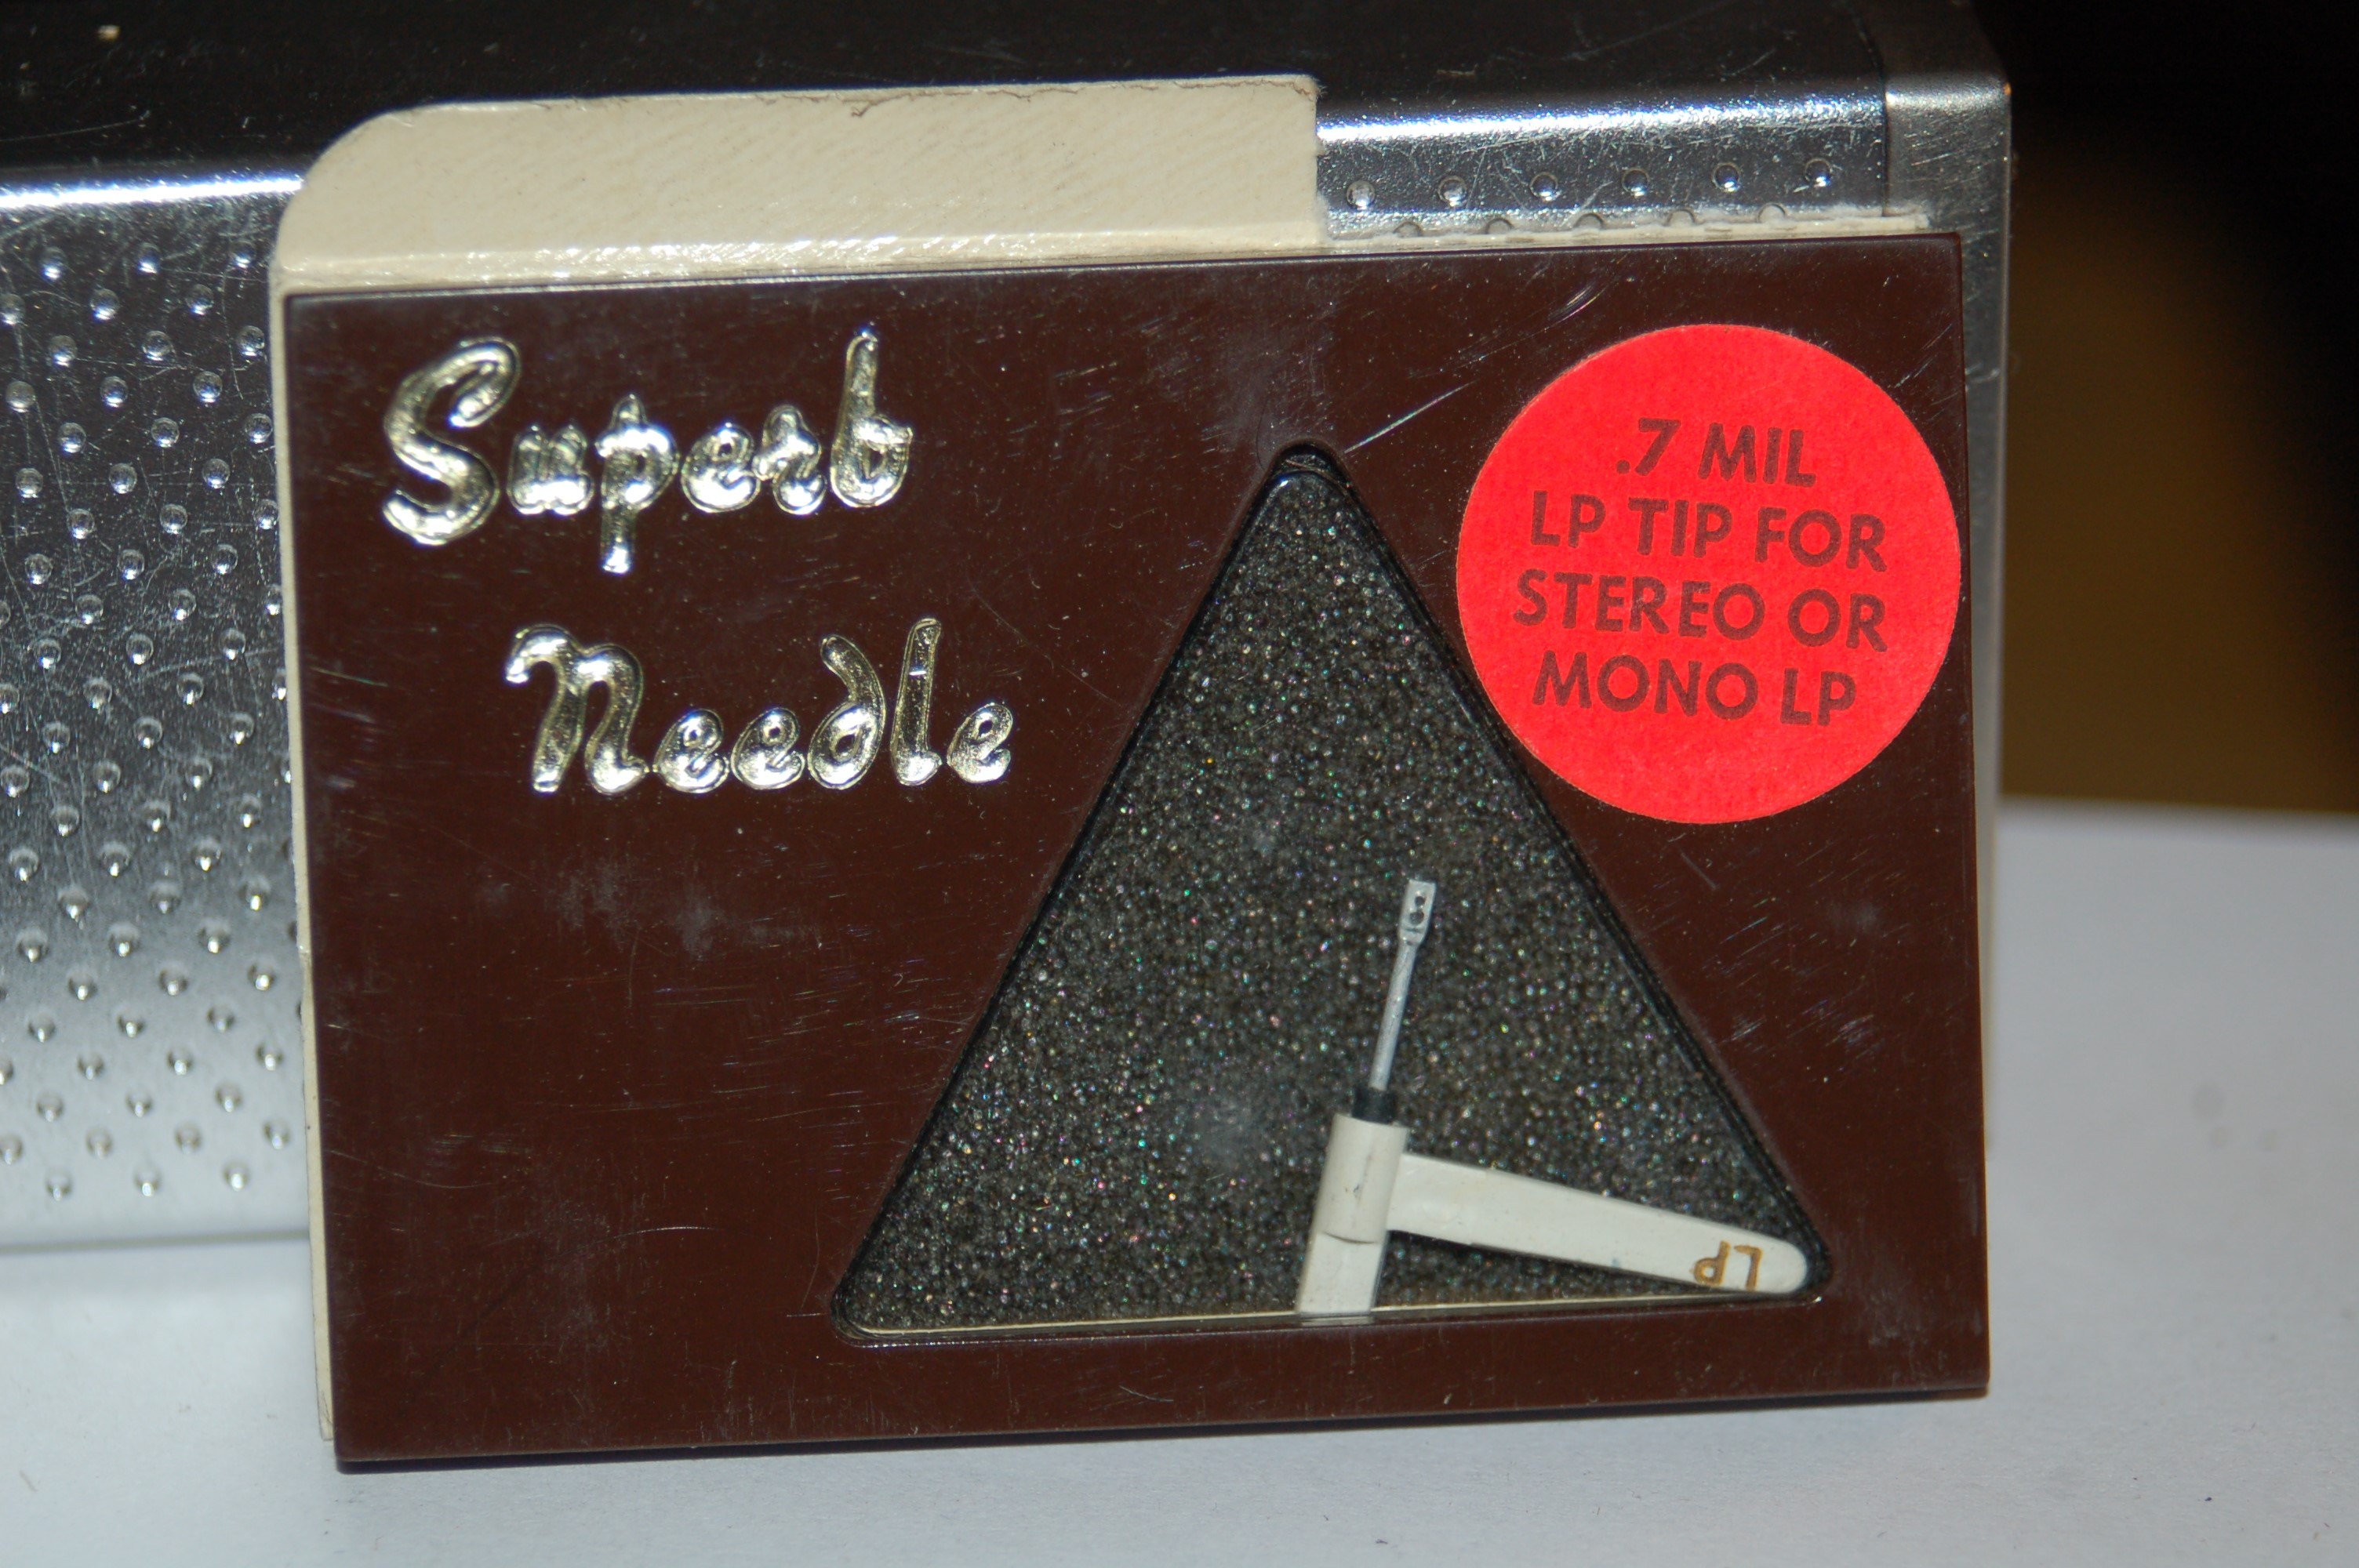 Superb
Needle
.7 MIL
LP TIP FOR
STEREO OR
MONO LP
LP